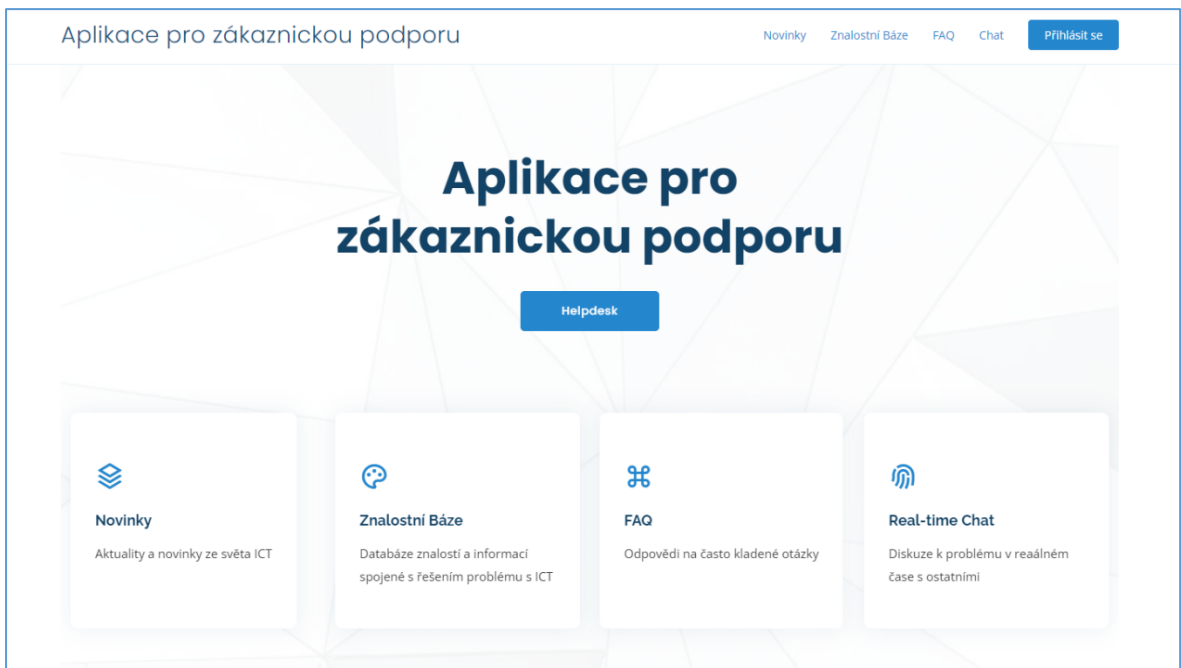 Aplikace pro zákaznickou podporu
Novinky Znalostní Báze FAQ Chat Přihlásit se
Aplikace pro
zákaznickou podporu
Helpdesk
Novinky
Aktuality a novinky ze světa ICT
Znalostní Báze
Databáze znalostí a informací
spojené s řešením problému s ICT
FAQ
Odpovědi na často kladené otázky
Real-time Chat
Diskuze k problému v reaálném
čase s ostatními